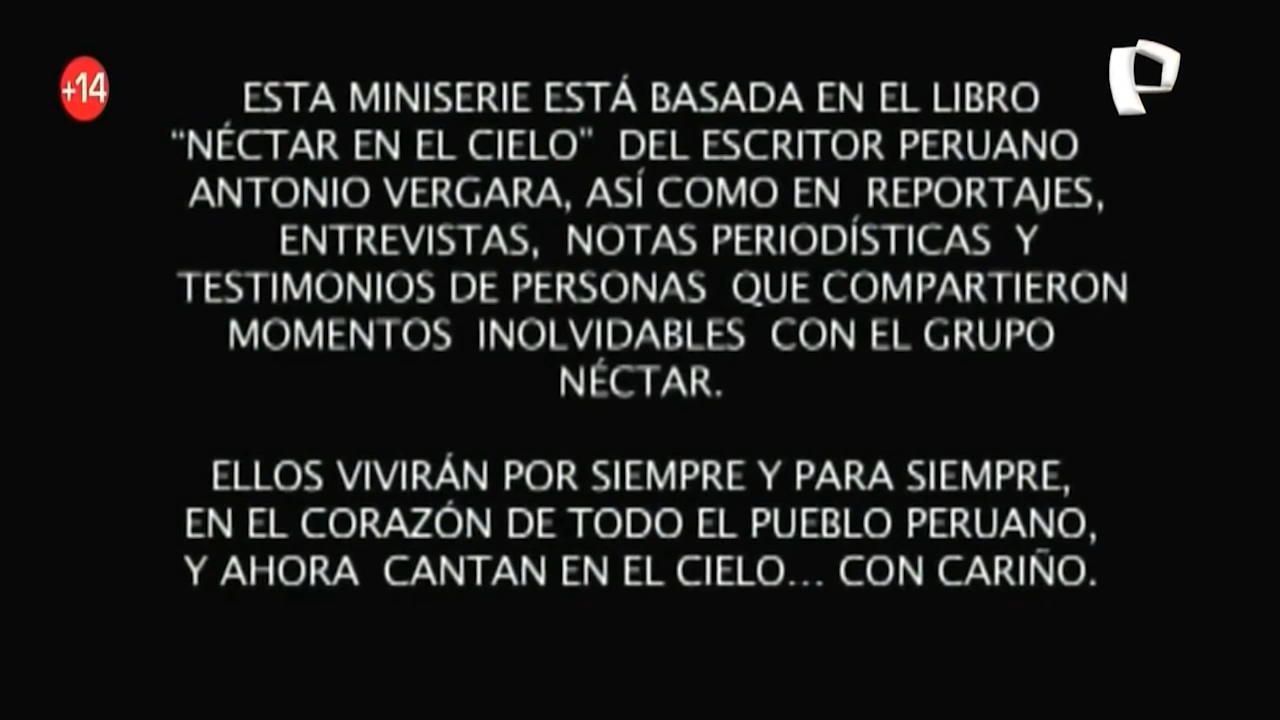 +14
ESTA MINISERIE ESTÁ BASADA EN EL LIBRO
“NÉCTAR EN EL CIELO" DEL ESCRITOR PERUANO
ANTONIO VERGARA, ASÍ COMO EN REPORTAJES,
ENTREVISTAS, NOTAS PERIODÍSTICAS Y
TESTIMONIOS DE PERSONAS QUE COMPARTIERON
MOMENTOS INOLVIDABLES CON EL GRUPO
NÉCTAR.
ELLOS VIVIRÁN POR SIEMPRE Y PARA SIEMPRE,
EN EL CORAZÓN DE TODO EL PUEBLO PERUANO,
Y AHORA CANTAN EN EL CIELO... CON CARIÑO.